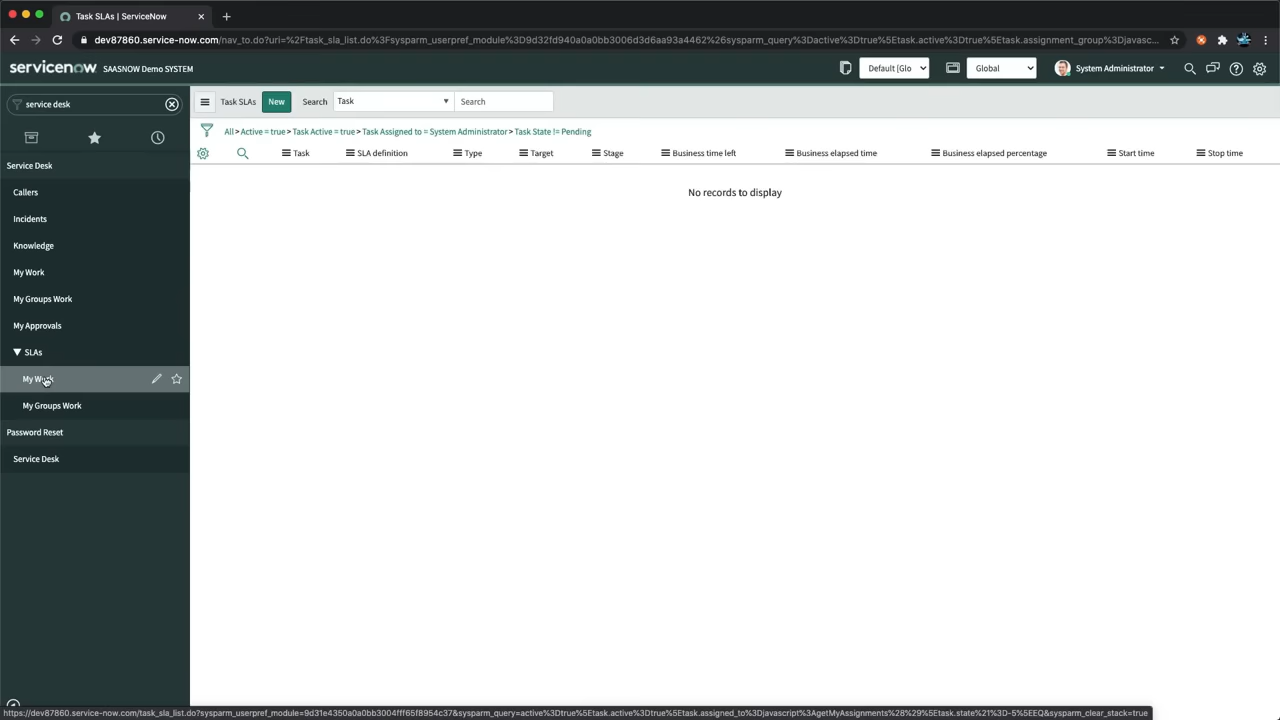 Task SLAs | ServiceNow
dev87860.service-now.com/nav_to.do?uri=%2Ftask_sla_list.do%3Fsysparm_userpref_module%3D9d32fd940a0a0bb3006d3d6aa93a4462%26sysparm_query%3Dactive%3Dtrue%5Etask.active%3Dtrue%5Etask.assignment_group%3Djavasc...
servicenow SAASNOW Demo SYSTEM
Default [Glo
Global
System Administrator
service desk
Task SLAs
New
Search
Task
Search
All > Active = true > Task Active = true > Task Assigned to = System Administrator > Task State != Pending
Task
SLA definition
Type
Target
Stage
Business time left
Business elapsed time
Business elapsed percentage
Start time
Stop time
No records to display
Service Desk
Callers
Incidents
Knowledge
My Work
My Groups Work
My Approvals
SLAs
My Work
My Groups Work
Password Reset
Service Desk
https://dev87860.service-now.com/task_sla_list.do?sysparm_userpref_module=9d31e4350a0a0bb3004fff65f8954c37&sysparm_query=active%3Dtrue%5Etask.active%3Dtrue%5Etask.assigned_to%3Djavascript%3AgetMyAssignments%28%29%5Etask.state%21%3D-5%5EEQ&sysparm_clear_stack=true